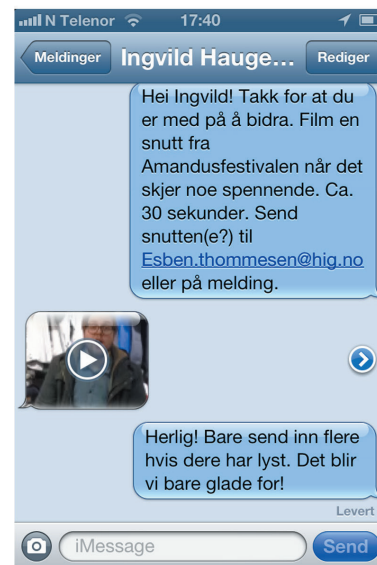 N Telenor 17:40
Meldinger Ingvild Hauge... Rediger
Hei Ingvild! Takk for at du
er med på å bidra. Film en
snutt fra
Amandusfestivalen når det
skjer noe spennende. Ca.
30 sekunder. Send
snutten(e?) til
Esben.thommesen@hig.no
eller på melding.
Herlig! Bare send inn flere
hvis dere har lyst. Det blir
vi bare glade for!
Levert
iMessage Send